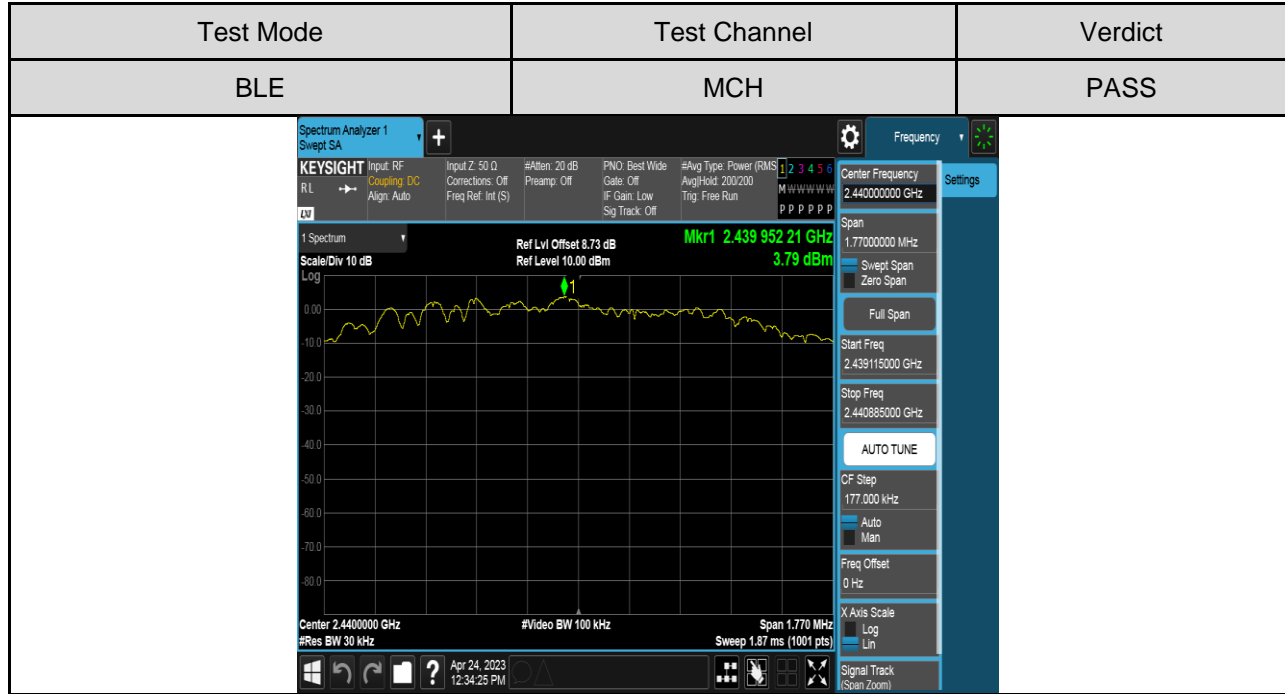 Test Mode Test Channel Verdict
BLE MCH PASS
Spectrum Analyzer 1
Swept SA
+
Frequency
KEYSIGHT
RL
LXI
Input: RF
Coupling: DC
Align: Auto
Input Z: 50 Ω
Corrections: Off
Freq Ref: Int (S)
#Atten: 20 dB
Preamp: Off
PNO: Best Wide
Gate: Off
IF Gain: Low
Sig Track: Off
#Avg Type: Power (RMS
Avg|Hold: 200/200
Trig: Free Run
1 2 3 4 5 6
M W W W W W
P P P P P P
1 Spectrum
Scale/Div 10 dB
Log
Ref Lvl Offset 8.73 dB
Ref Level 10.00 dBm
Mkr1 2.439 952 21 GHz
3.79 dBm
1
0.00
-10.0
-20.0
-30.0
-40.0
-50.0
-60.0
-70.0
-80.0
Center 2.4400000 GHz
#Res BW 30 kHz
#Video BW 100 kHz
Span 1.770 MHz
Sweep 1.87 ms (1001 pts)
?
Apr 24, 2023
12:34:25 PM
Center Frequency
2.440000000 GHz
Settings
Span
1.77000000 MHz
Swept Span
Zero Span
Full Span
Start Freq
2.439115000 GHz
Stop Freq
2.440885000 GHz
AUTO TUNE
CF Step
177.000 kHz
Auto
Man
Freq Offset
0 Hz
X Axis Scale
Log
Lin
Signal Track
(Span Zoom)